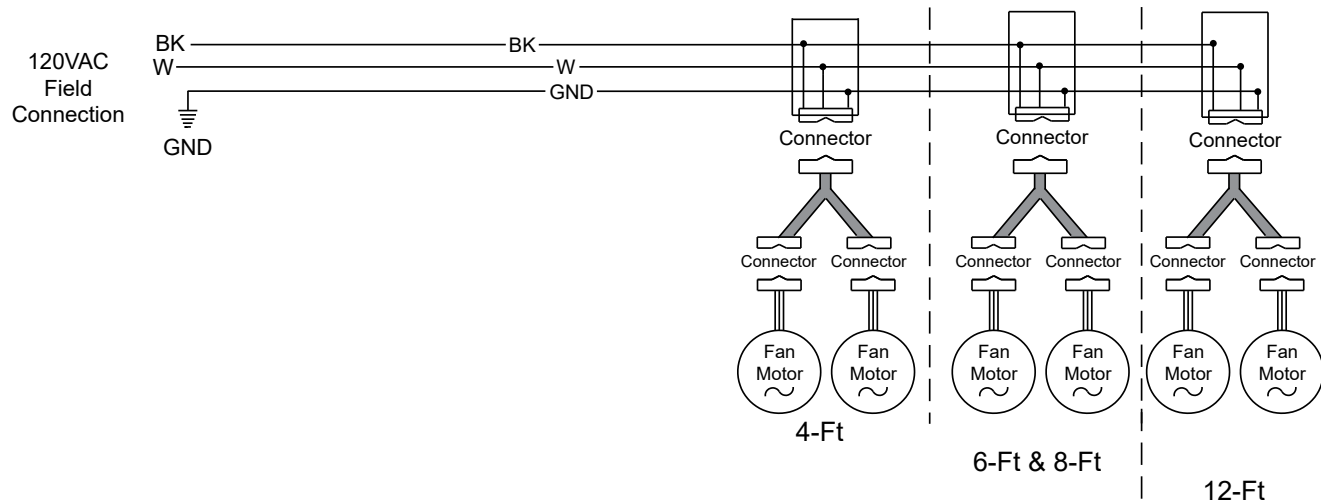 120VAC
Field
Connection
BK
W
GND
BK
W
GND
Connector
Connector
Connector
Connector Connector
Connector Connector
Connector Connector
Fan
Motor
Fan
Motor
Fan
Motor
Fan
Motor
Fan
Motor
Fan
Motor
4-Ft
6-Ft & 8-Ft
12-Ft